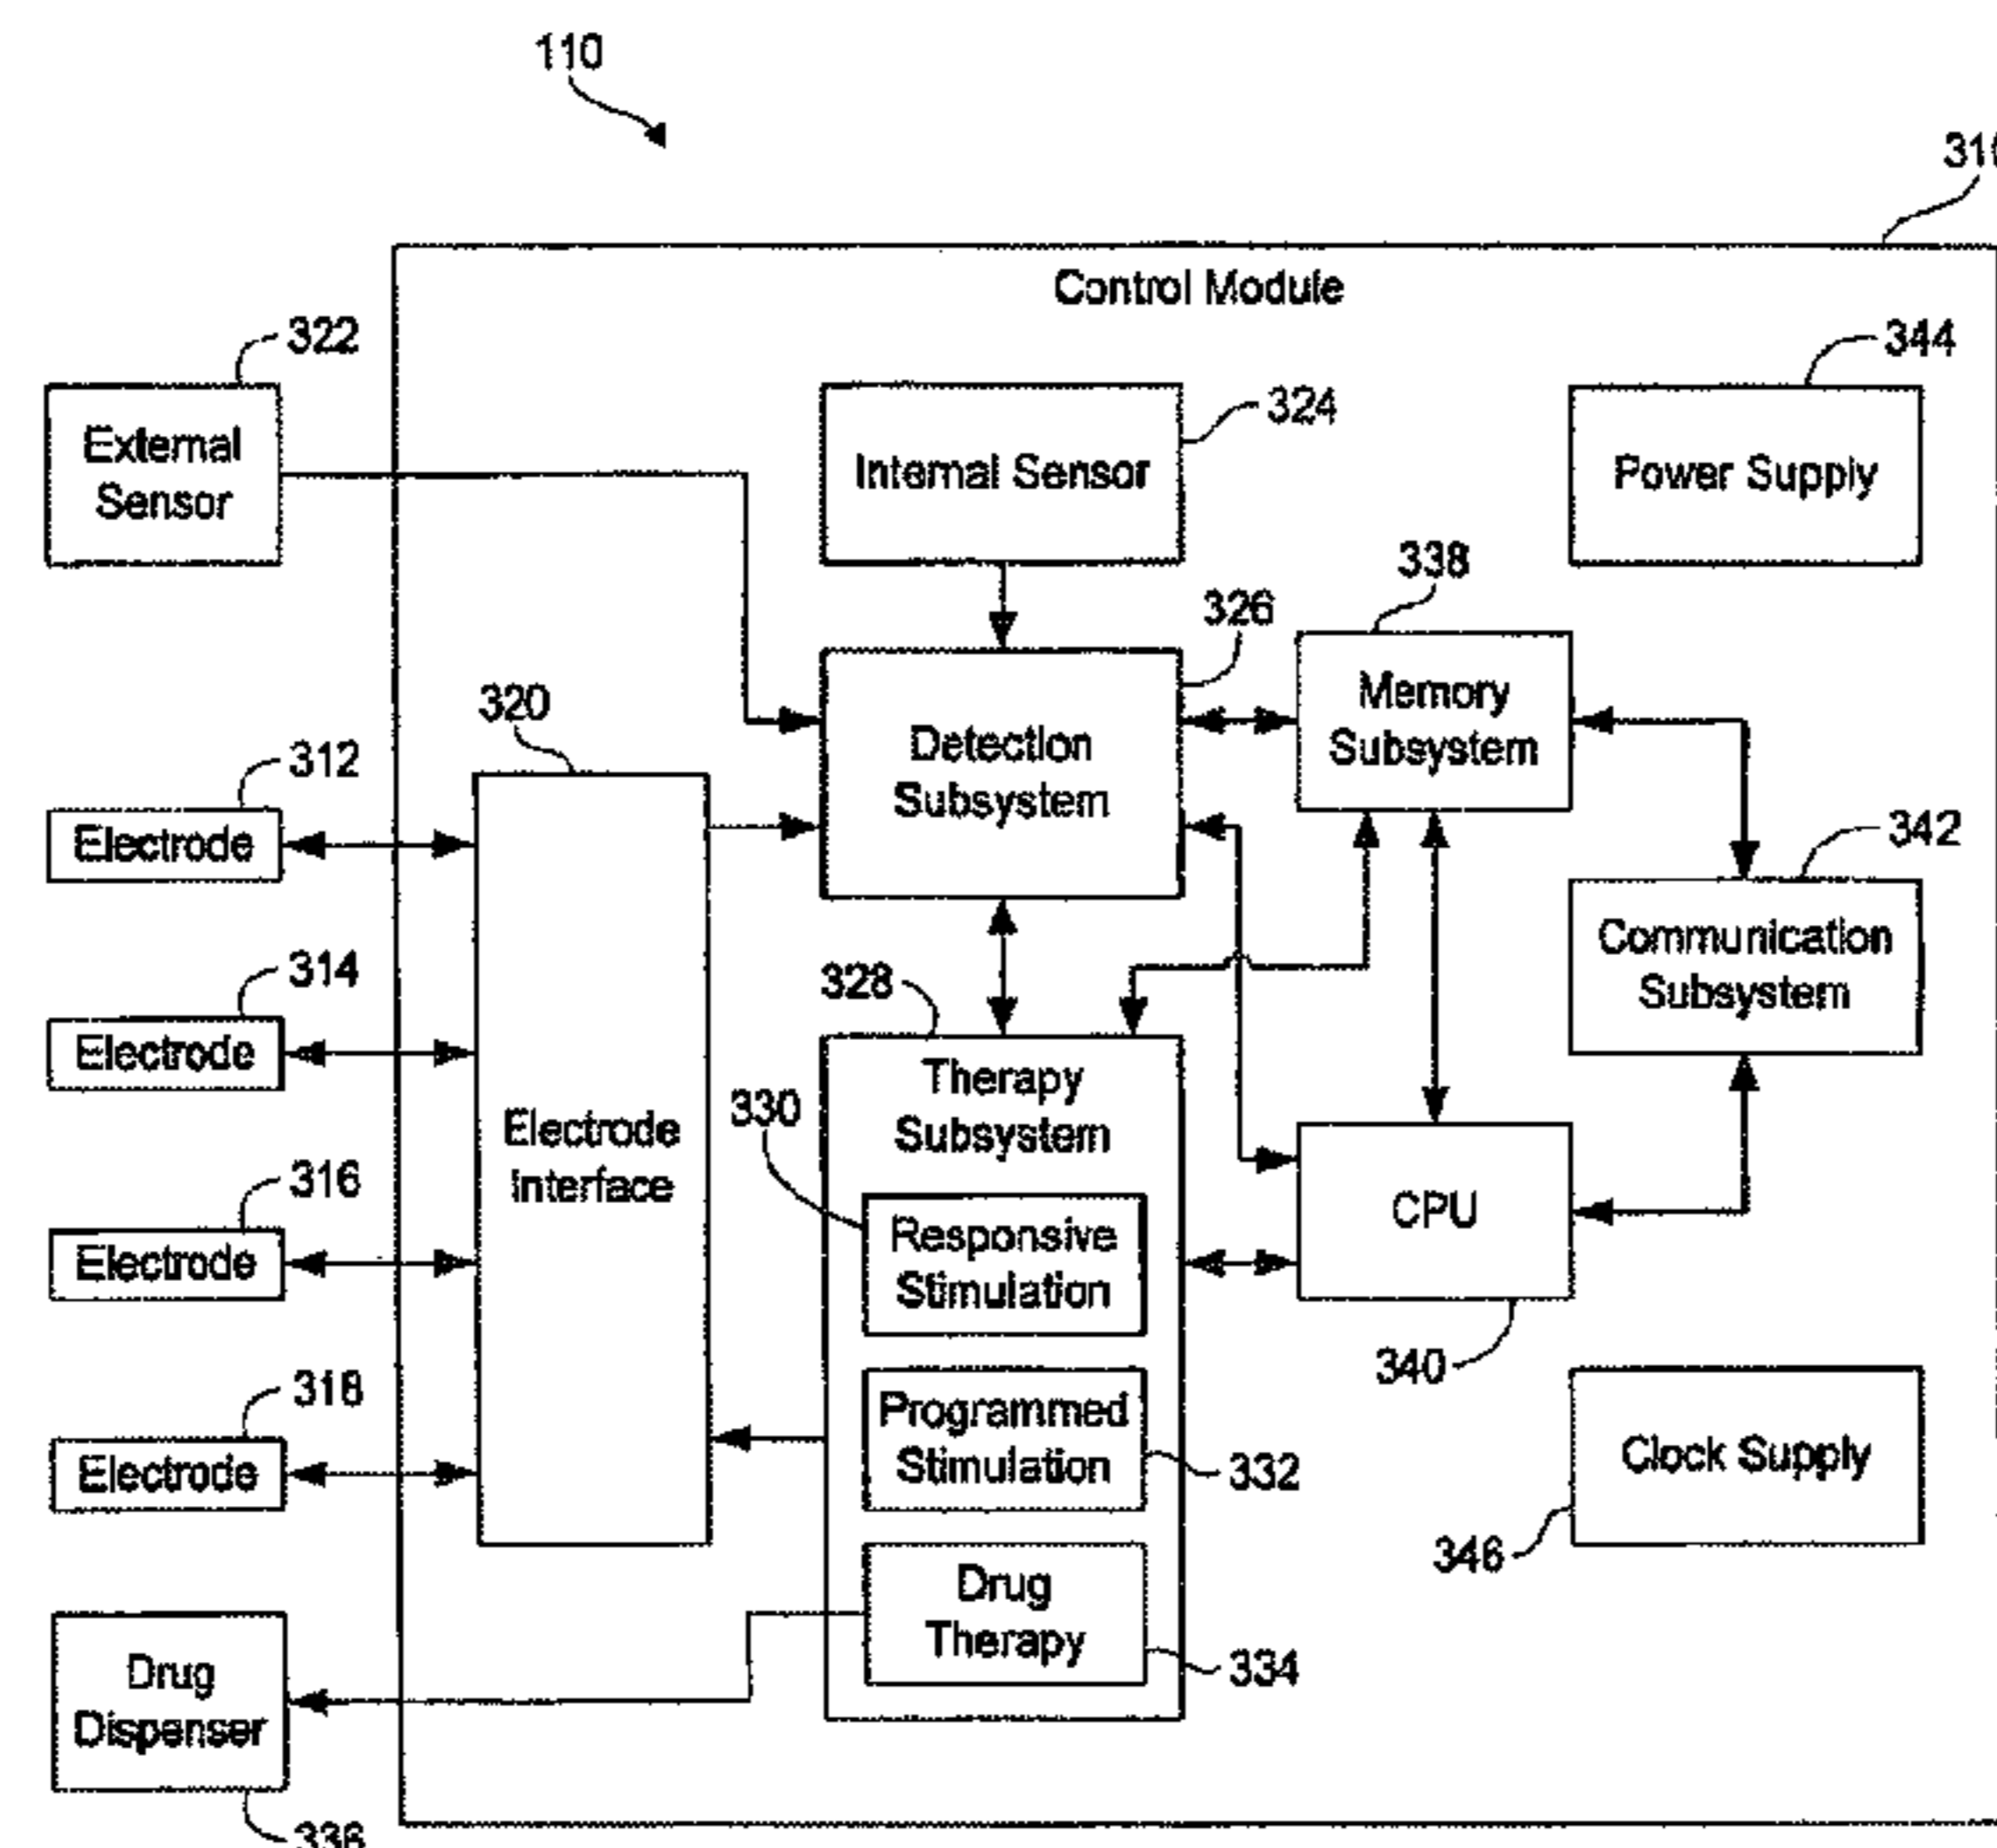 110
Control Module
322
External
Sensor
324
Internal Sensor
344
Power Supply
326
Detection
Subsystem
338
Memory
Subsystem
320
Electrode
Interface
312
Electrode
314
Electrode
316
Electrode
318
Electrode
342
Communication
Subsystem
328
Therapy
Subsystem
330
Responsive
Stimulation
Programmed
Stimulation
332
Drug
Therapy
334
CPU
340
Clock Supply
346
Drug
Dispenser
336